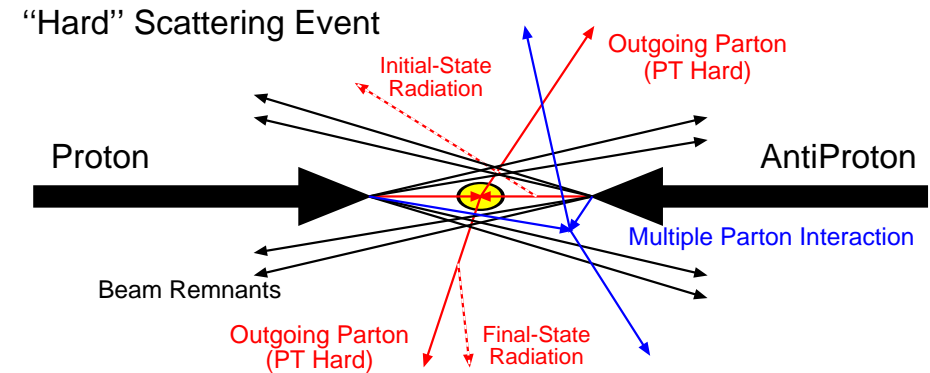 ‘‘Hard’’ Scattering Event
Outgoing Parton
(PT Hard)
Initial-State
Radiation
Proton
AntiProton
Multiple Parton Interaction
Beam Remnants
Outgoing Parton
(PT Hard)
Final-State
Radiation